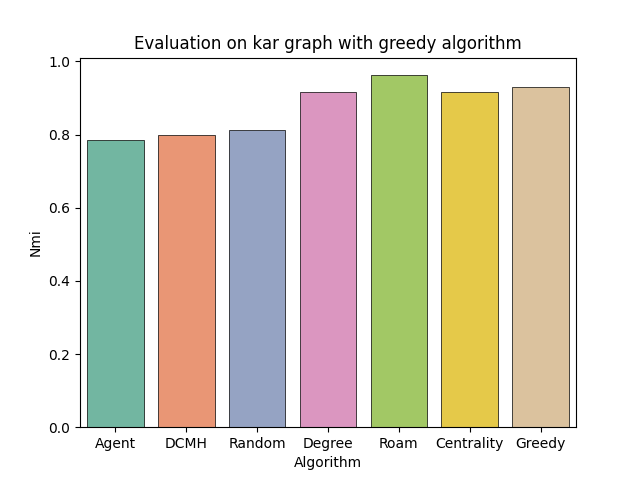 Evaluation on kar graph with greedy algorithm
1.0
0.8
0.6
0.4
0.2
0.0
Nmi
Agent DCMH Random Degree Roam Centrality Greedy
Algorithm